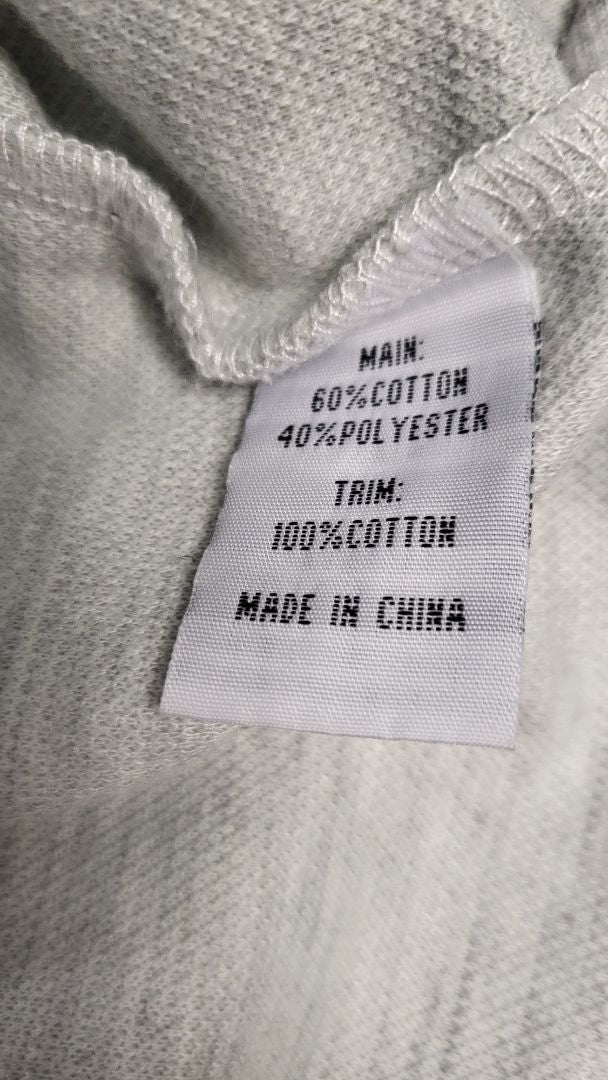 MAIN:
60%COTTON
40%POLYESTER
TRIM:
100%COTTON
MADE IN CHINA